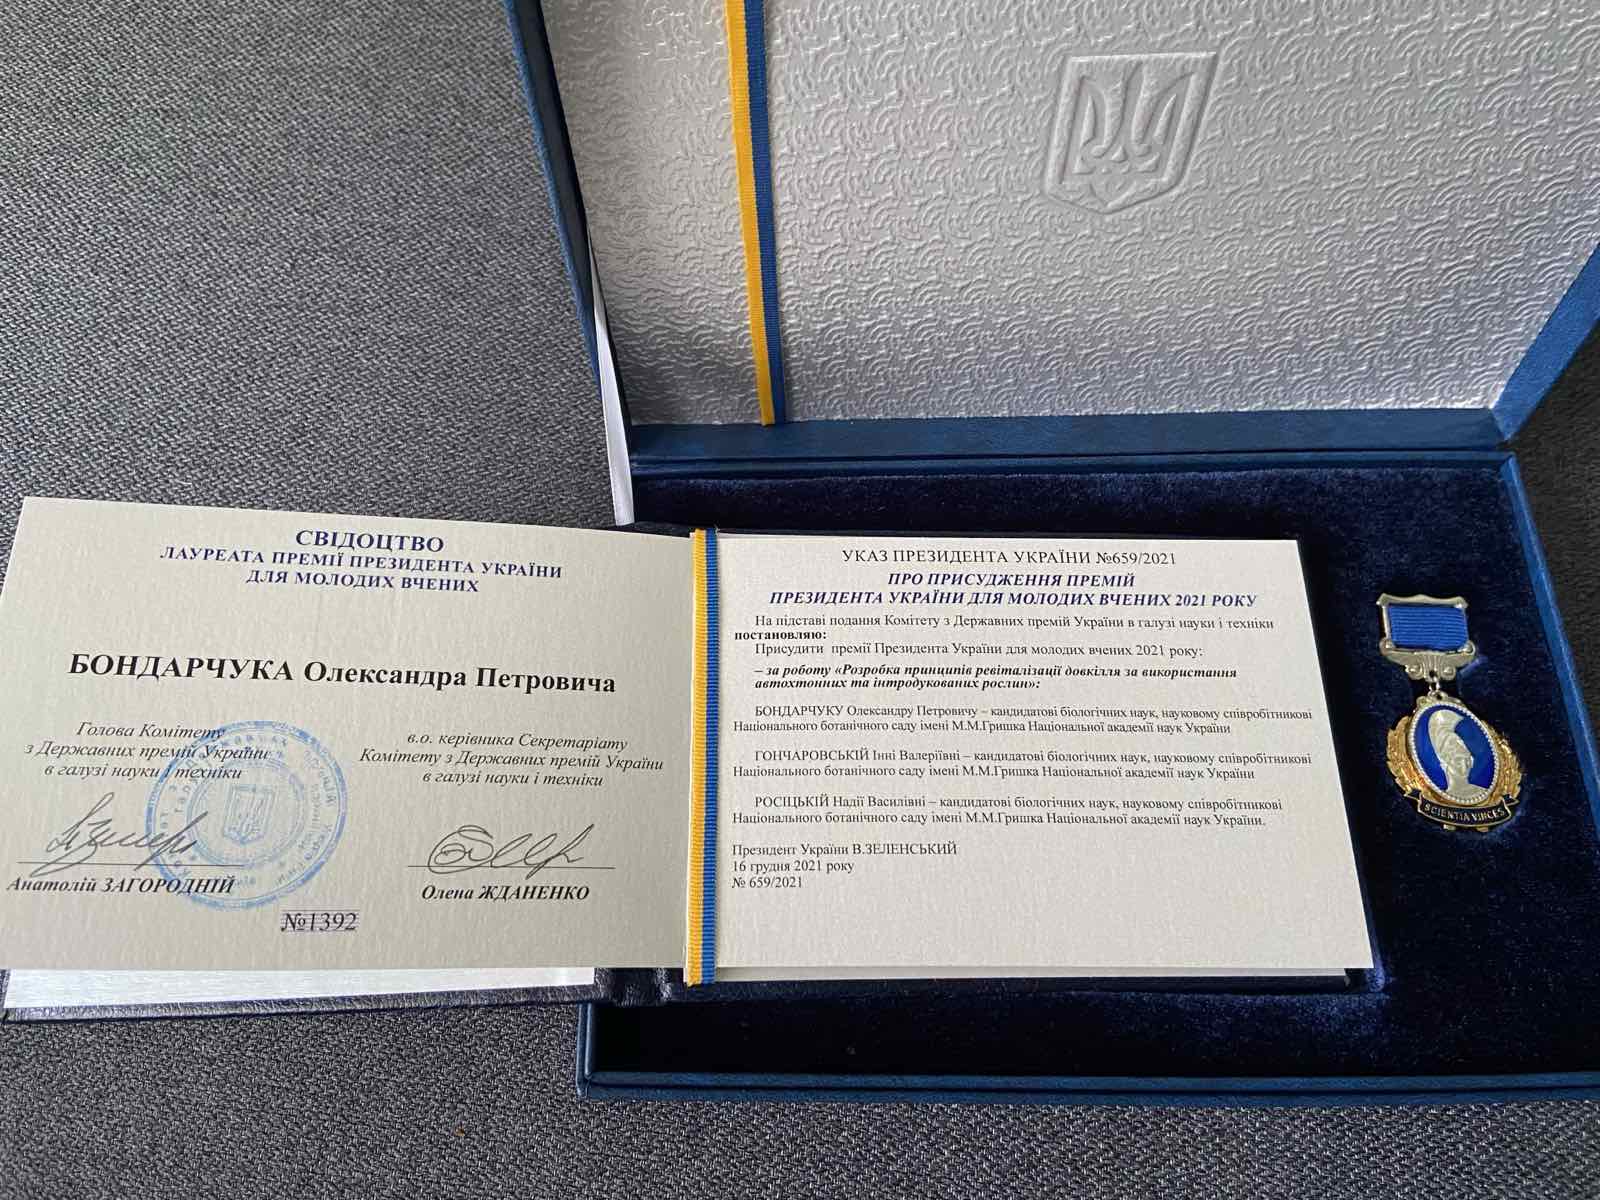 СВІДОЦТВО
ЛАУРЕАТА ПРЕМІЇ ПРЕЗИДЕНТА УКРАЇНИ
ДЛЯ МОЛОДИХ ВЧЕНИХ
БОНДАРЧУКА Олександра Петровича
Голова Комітету
з Державних премій України
в галузі науки і техніки
Анатолій ЗАГОРОДНІЙ
в.о. керівника Секретаріату
Комітету з Державних премій України
в галузі науки і техніки
Олена ЖДАНЕНКО
№1392
УКАЗ ПРЕЗИДЕНТА УКРАЇНИ №659/2021
ПРО ПРИСУДЖЕННЯ ПРЕМІЙ
ПРЕЗИДЕНТА УКРАЇНИ ДЛЯ МОЛОДИХ ВЧЕНИХ 2021 РОКУ
На підставі подання Комітету з Державних премій України в галузі науки і техніки
постановляю:
Присудити премії Президента України для молодих вчених 2021 року:
– за роботу «Розробка принципів ревіталізації довкілля за використання
автохтонних та інтродукованих рослин»:
БОНДАРЧУКУ Олександру Петровичу – кандидатові біологічних наук, науковому співробітникові
Національного ботанічного саду імені М.М.Гришка Національної академії наук України
ГОНЧАРОВСЬКІЙ Інні Валеріївні – кандидатові біологічних наук, науковому співробітникові
Національного ботанічного саду імені М.М.Гришка Національної академії наук України
РОСІЦЬКІЙ Надії Василівні – кандидатові біологічних наук, науковому співробітникові
Національного ботанічного саду імені М.М.Гришка Національної академії наук України.
Президент України В.ЗЕЛЕНСЬКИЙ
16 грудня 2021 року
№ 659/2021
SCIENTIA VINCES